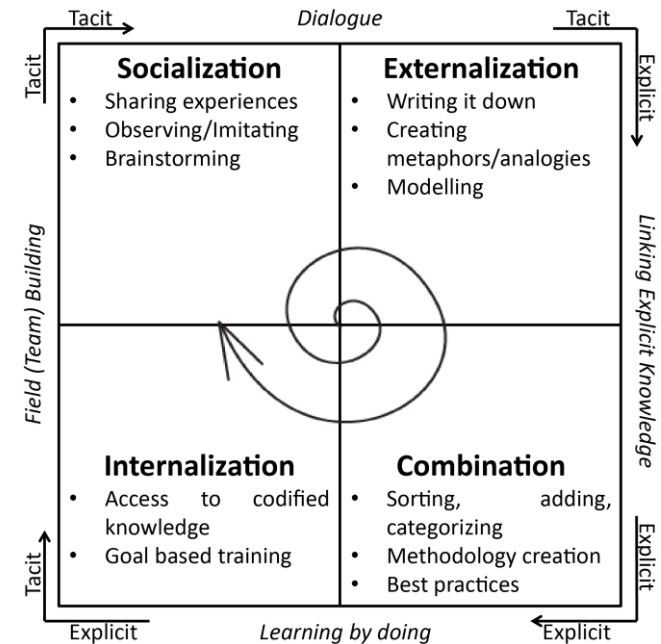 Tacit
Dialogue
Tacit
Tacit
Explicit
Socialization
• Sharing experiences
• Observing/Imitating
• Brainstorming
Externalization
• Writing it down
• Creating
metaphors/analogies
• Modelling
Field (Team) Building
Linking Explicit Knowledge
Internalization
• Access to codified
knowledge
• Goal based training
Combination
• Sorting, adding,
categorizing
• Methodology creation
• Best practices
Tacit
Explicit
Explicit
Learning by doing
Explicit